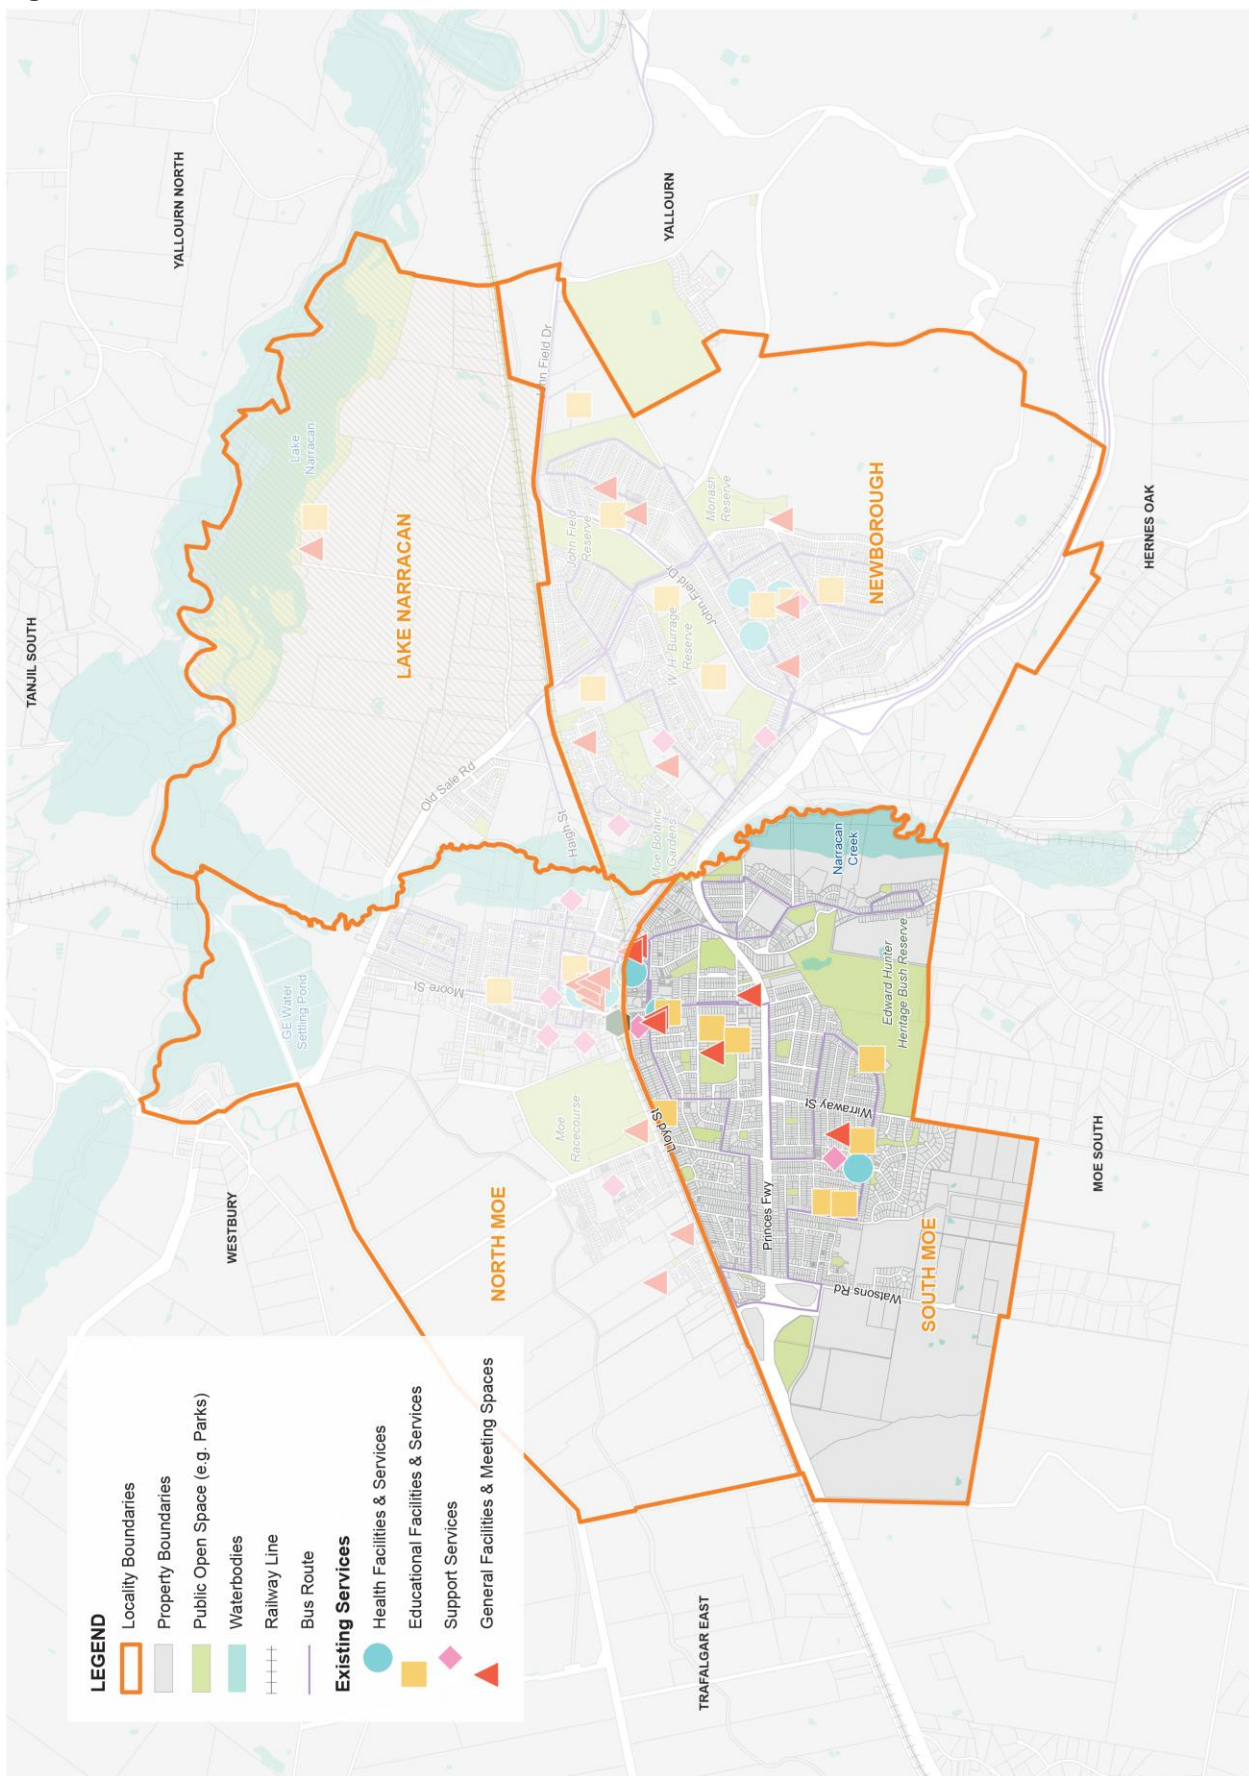 LEGEND
Locality Boundaries
Property Boundaries
Public Open Space (e.g. Parks)
Waterbodies
Railway Line
Bus Route
Existing Services
Health Facilities & Services
Educational Facilities & Services
Support Services
General Facilities & Meeting Spaces
TANJIL SOUTH
YALLOURN NORTH
WESTBURY
YALLOURN
TRAFALGAR EAST
MOE SOUTH
HERNES OAK
LAKE NARRACAN
NORTH MOE
NEWBOROUGH
SOUTH MOE
Lake
Narracan
GE Water
Settling Pond
Moore St
Old Sale Rd
Haigh St
John Field Dr
John Field
Reserve
Monash
Reserve
W.H. Burrage
Reserve
John Field Dr
Moe Botanic
Gardens
Moe
Racecourse
Lloyd St
Narracan
Creek
Edward Hunter
Heritage Bush Reserve
Wirraway St
Princes Fwy
Watsons Rd